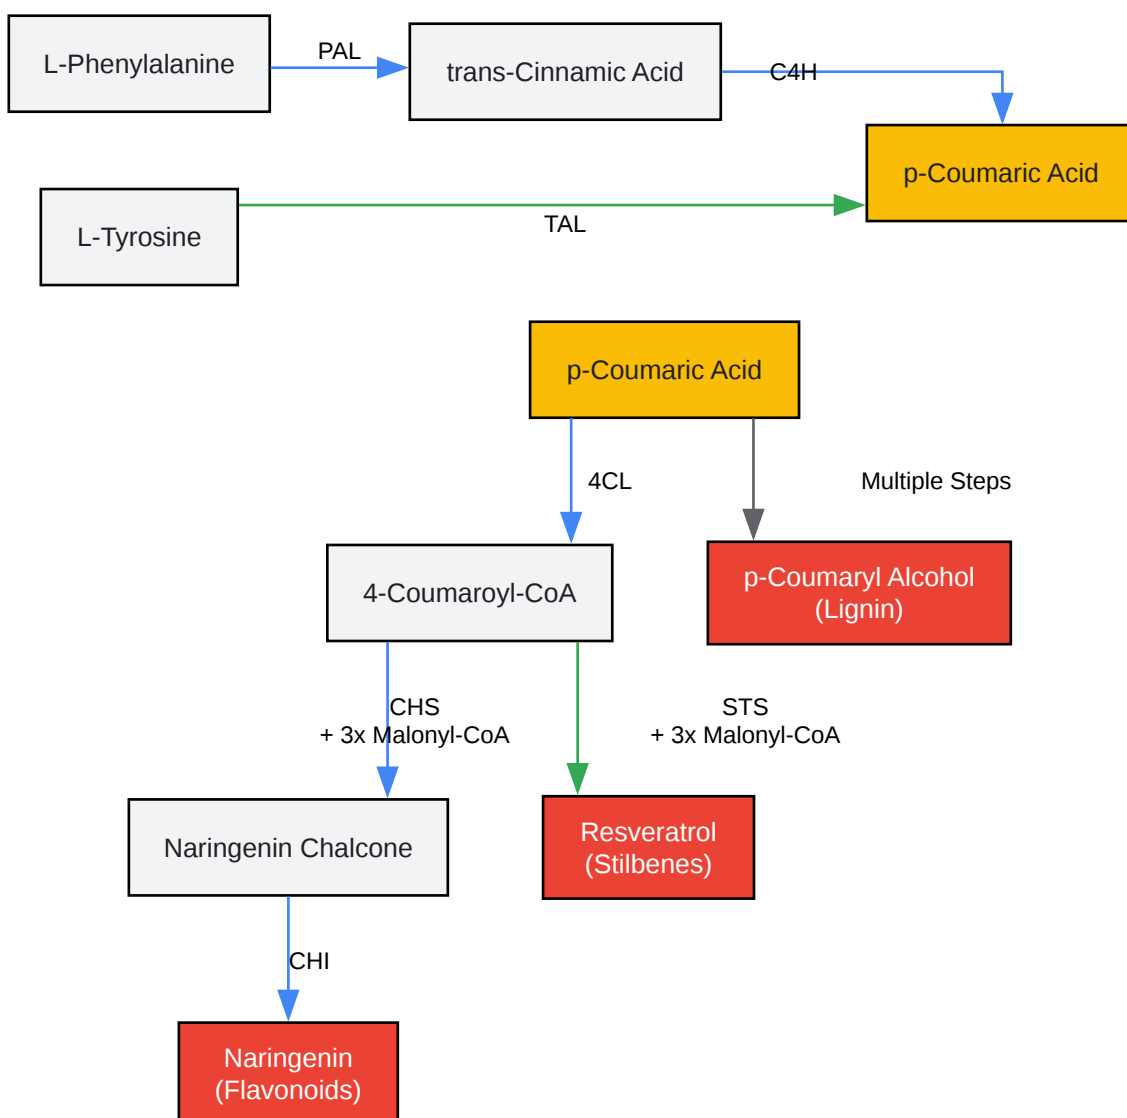 L-Phenylalanine
PAL
trans-Cinnamic Acid
C4H
p-Coumaric Acid
L-Tyrosine
TAL
p-Coumaric Acid
4CL
Multiple Steps
4-Coumaroyl-CoA
p-Coumaryl Alcohol
(Lignin)
CHS
+ 3x Malonyl-CoA
STS
+ 3x Malonyl-CoA
Naringenin Chalcone
Resveratrol
(Stilbenes)
CHI
Naringenin
(Flavonoids)